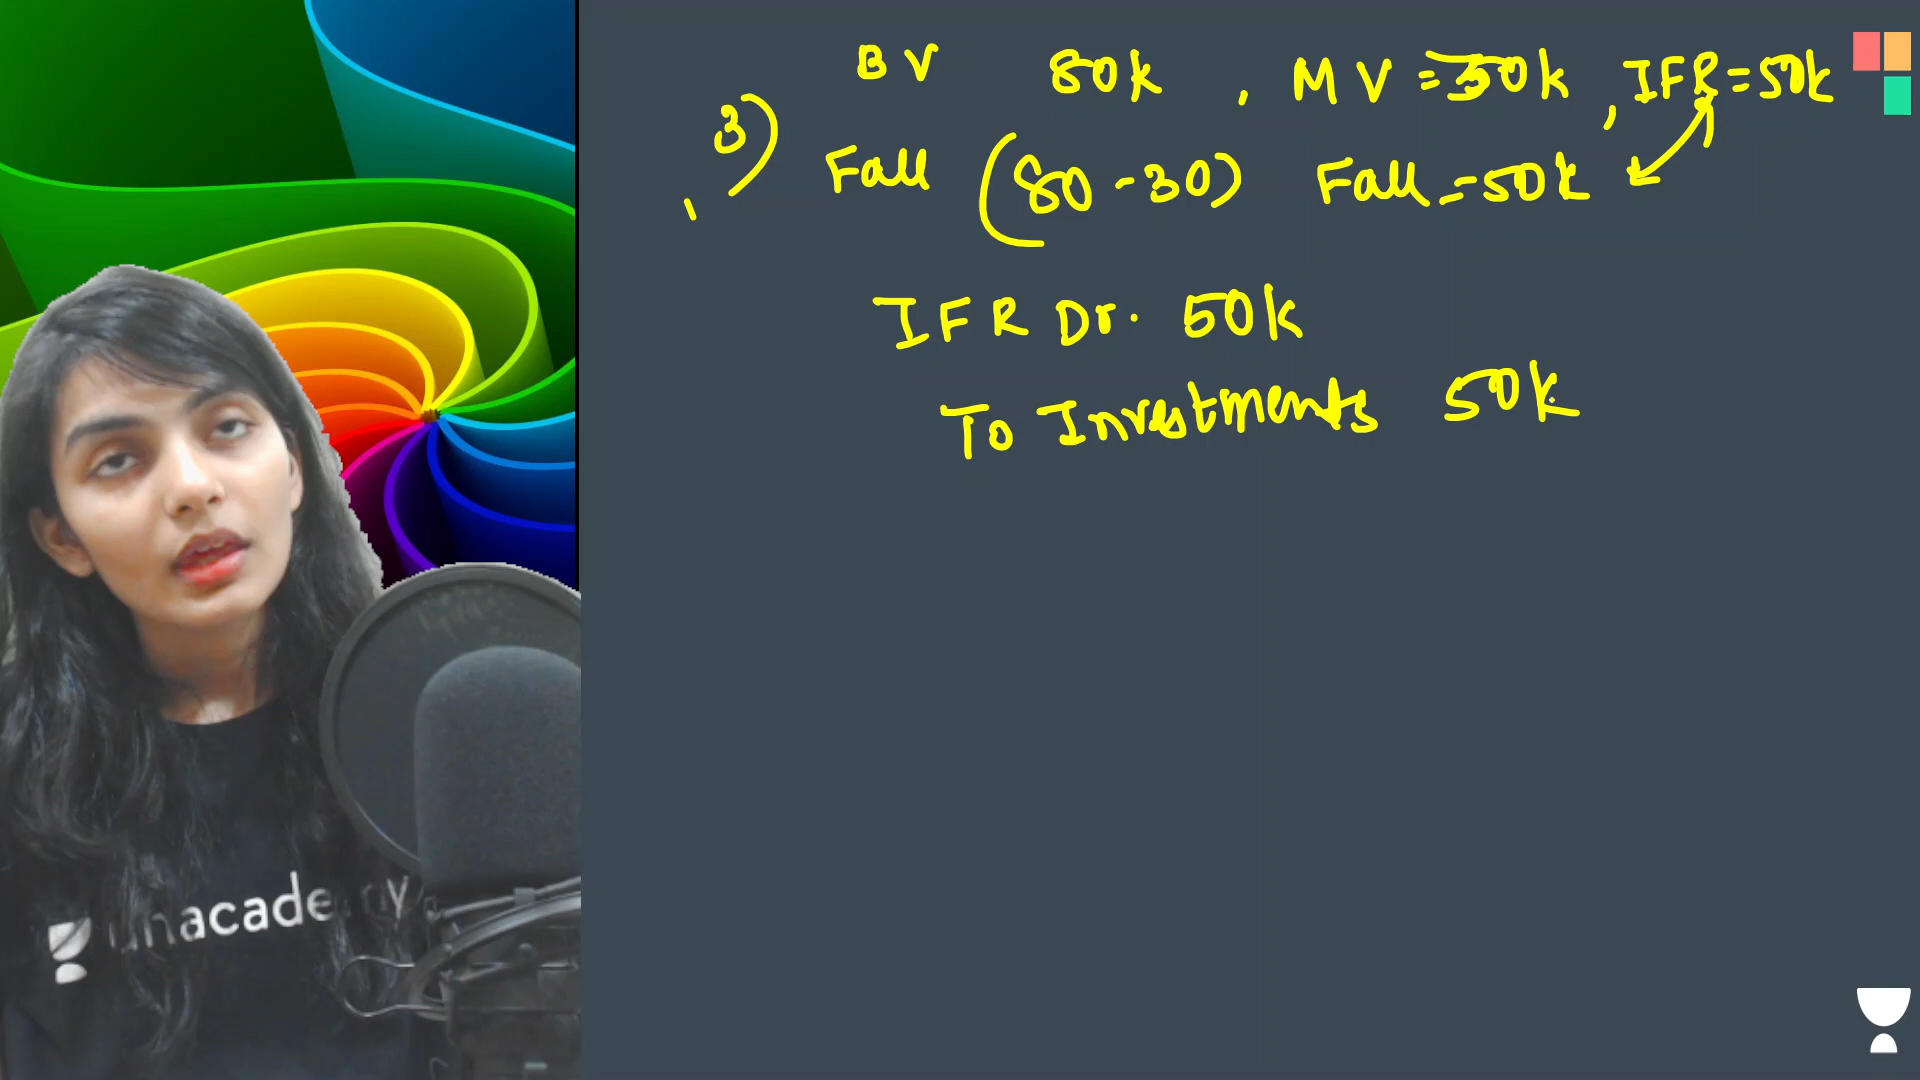 BV 80k , MV = 30k , IFR = 50k
3) Fall (80 - 30) Fall = 50k
IFR Dr. 50k
To Investments 50k
unacademy